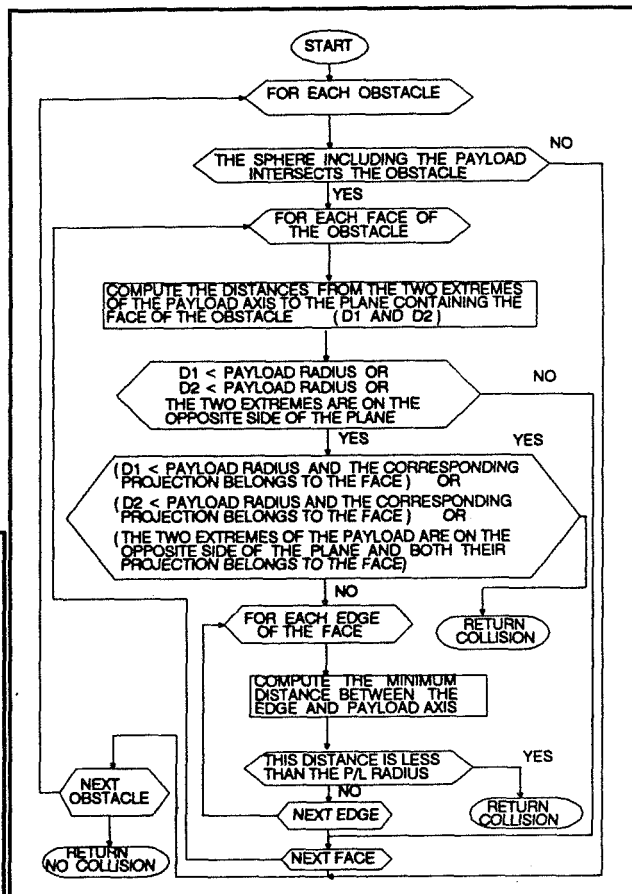 START
FOR EACH OBSTACLE
NO
THE SPHERE INCLUDING THE PAYLOAD
INTERSECTS THE OBSTACLE
YES
FOR EACH FACE OF
THE OBSTACLE
COMPUTE THE DISTANCES FROM THE TWO EXTREMES
OF THE PAYLOAD AXIS TO THE PLANE CONTAINING THE
FACE OF THE OBSTACLE (D1 AND D2)
D1 < PAYLOAD RADIUS OR
D2 < PAYLOAD RADIUS OR
THE TWO EXTREMES ARE ON THE
OPPOSITE SIDE OF THE PLANE
NO
YES
YES
(D1 < PAYLOAD RADIUS AND THE CORRESPONDING
PROJECTION BELONGS TO THE FACE) OR
(D2 < PAYLOAD RADIUS AND THE CORRESPONDING
PROJECTION BELONGS TO THE FACE) OR
(THE TWO EXTREMES OF THE PAYLOAD ARE ON THE
OPPOSITE SIDE OF THE PLANE AND BOTH THEIR
PROJECTION BELONGS TO THE FACE)
NO
FOR EACH EDGE
OF THE FACE
RETURN
COLLISION
COMPUTE THE MINIMUM
DISTANCE BETWEEN THE
EDGE AND PAYLOAD AXIS
THIS DISTANCE IS LESS
THAN THE P/L RADIUS
YES
NO
NEXT
OBSTACLE
NEXT EDGE
RETURN
COLLISION
RETURN
NO COLLISION
NEXT FACE